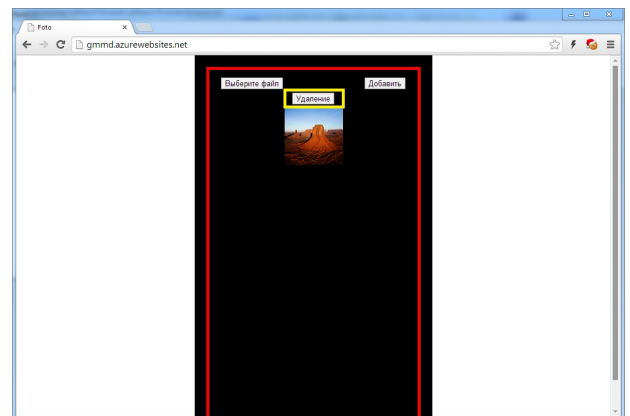 Foto
gmmd.azurewebsites.net
Выберите файл
Добавить
Удаление